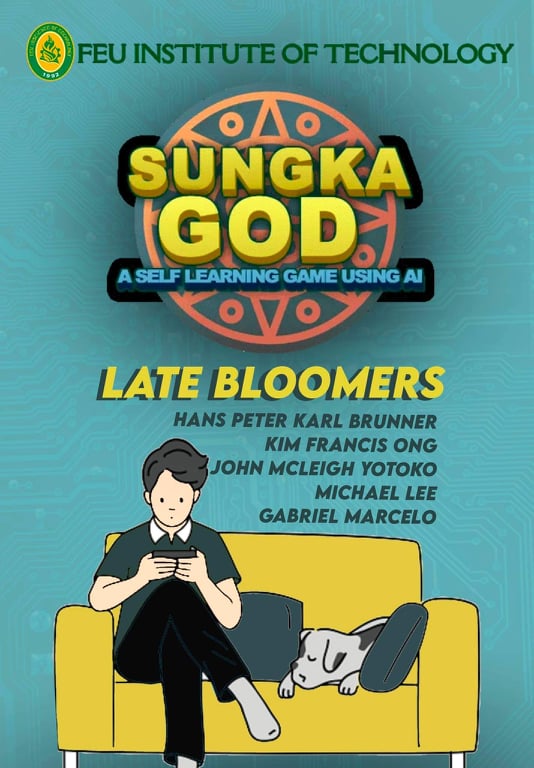 FEU INSTITUTE OF TECHNOLOGY
1992
SUNGKA
GOD
A SELF LEARNING GAME USING AI
LATE BLOOMERS
HANS PETER KARL BRUNNER
KIM FRANCIS ONG
JOHN MCLEIGH YOTOKO
MICHAEL LEE
GABRIEL MARCELO